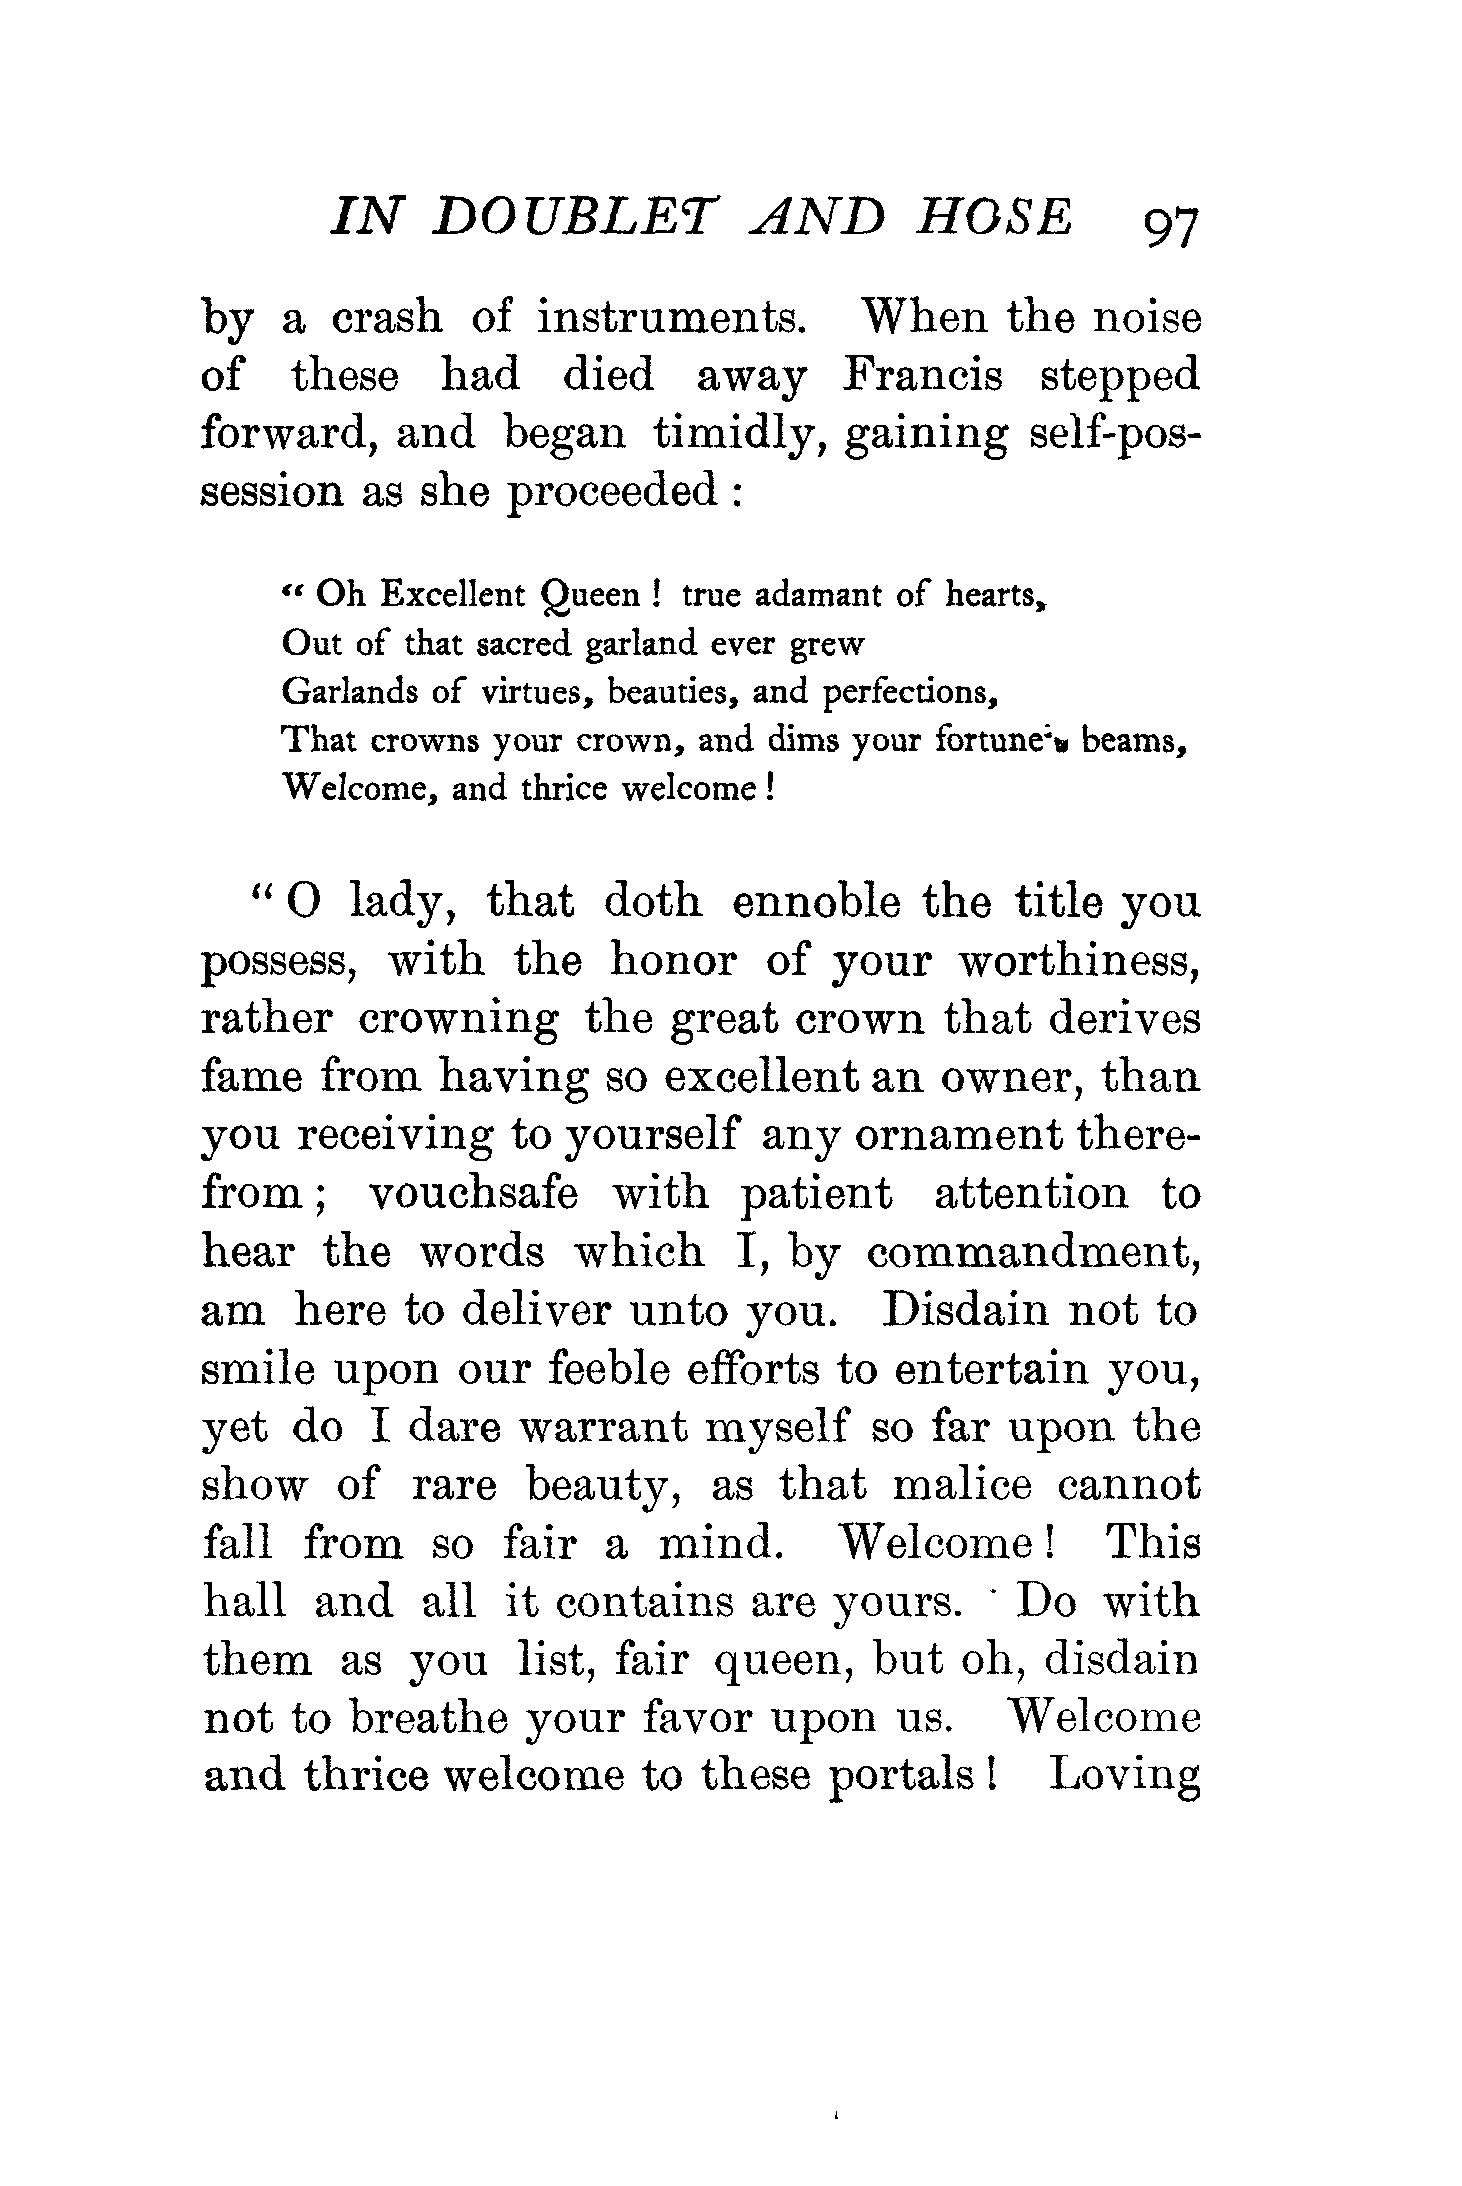 IN DOUBLET AND HOSE 97
by a crash of instruments. When the noise
of these had died away Francis stepped
forward, and began timidly, gaining self-pos-
session as she proceeded :
“ Oh Excellent Queen ! true adamant of hearts,
Out of that sacred garland ever grew
Garlands of virtues, beauties, and perfections,
That crowns your crown, and dims your fortune's beams,
Welcome, and thrice welcome !
“ O lady, that doth ennoble the title you
possess, with the honor of your worthiness,
rather crowning the great crown that derives
fame from having so excellent an owner, than
you receiving to yourself any ornament there-
from ; vouchsafe with patient attention to
hear the words which I, by commandment,
am here to deliver unto you. Disdain not to
smile upon our feeble efforts to entertain you,
yet do I dare warrant myself so far upon the
show of rare beauty, as that malice cannot
fall from so fair a mind. Welcome ! This
hall and all it contains are yours. Do with
them as you list, fair queen, but oh, disdain
not to breathe your favor upon us. Welcome
and thrice welcome to these portals ! Loving